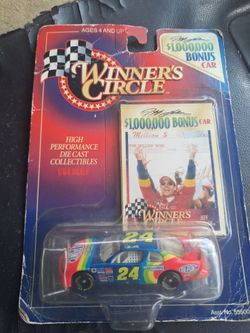 AGES 4 AND UP
WINNER'S
CIRCLE
$1,000,000
BONUS
CAR
HIGH
PERFORMANCE
DIE CAST
COLLECTIBLES
1/64 SCALE
$1,000,000 BONUS CAR
WINNER'S
CIRCLE
24
24